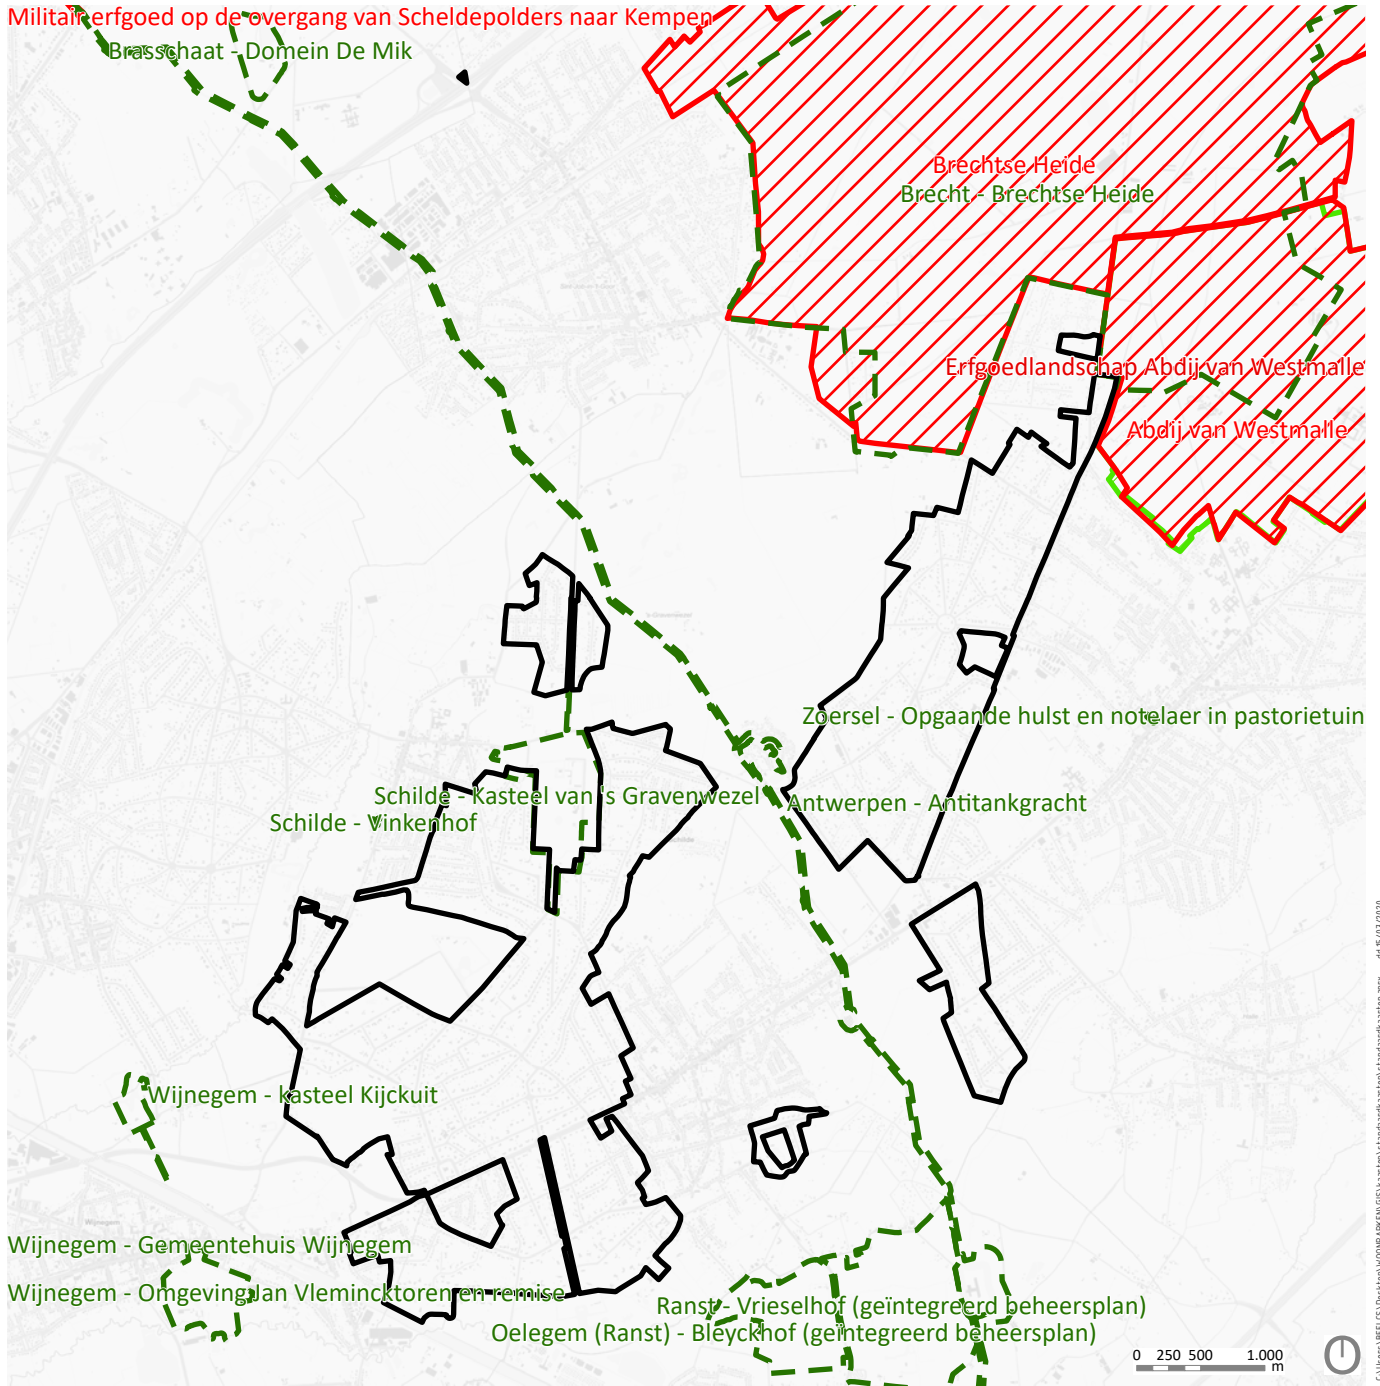 Militair erfgoed op de overgang van Scheldepolders naar Kempen
Brasschaat - Domein De Mik
Brechtse Heide
Brecht - Brechtse Heide
Erfgoedlandschap Abdij van Westmalle
Abdij van Westmalle
Zoersel - Opgaande hulst en notelaer in pastorietuin
Schilde - Kasteel van 's Gravenwezel
Antwerpen - Antitankgracht
Schilde - Vinkenhof
Wijnegem - kasteel Kijckuit
Wijnegem
Wijnegem - Gemeentehuis Wijnegem
Wijnegem - Omgeving Jan Vlemincktoren en remise
Ranst - Vrieselhof (geïntegreerd beheersplan)
Oelegem (Ranst) - Bleyckhof (geïntegreerd beheersplan)
0 250 500 1.000
m